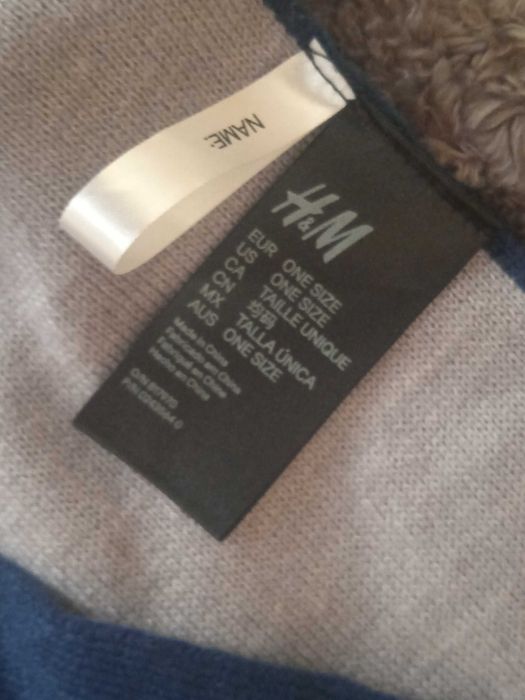 NAME:
H&M
EUR ONE SIZE
US ONE SIZE
CA TAILLE UNIQUE
CN 均码
MX TALLA ÚNICA
AUS ONE SIZE
Made in China
Fabricado en China
Fabriqué en Chine
Hecho en China
O/N
P/N